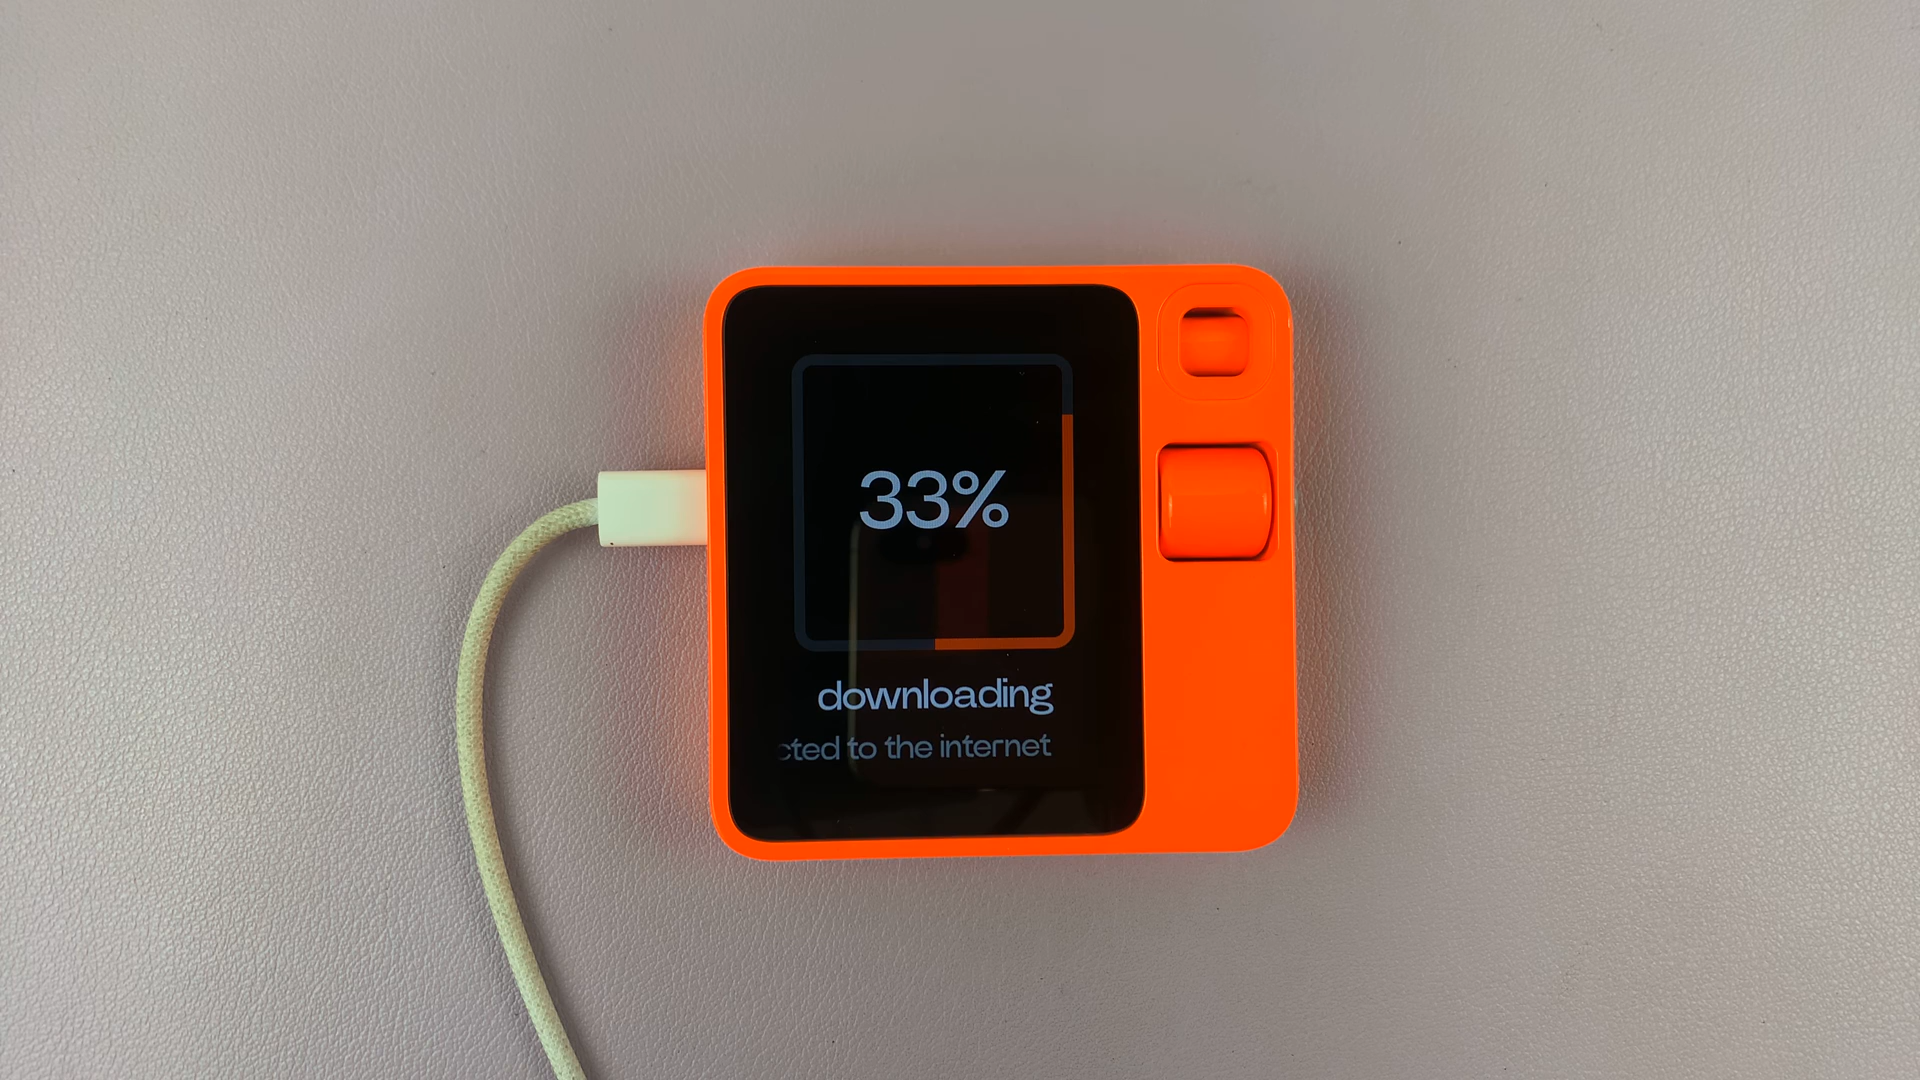 33%
downloading
cted to the internet